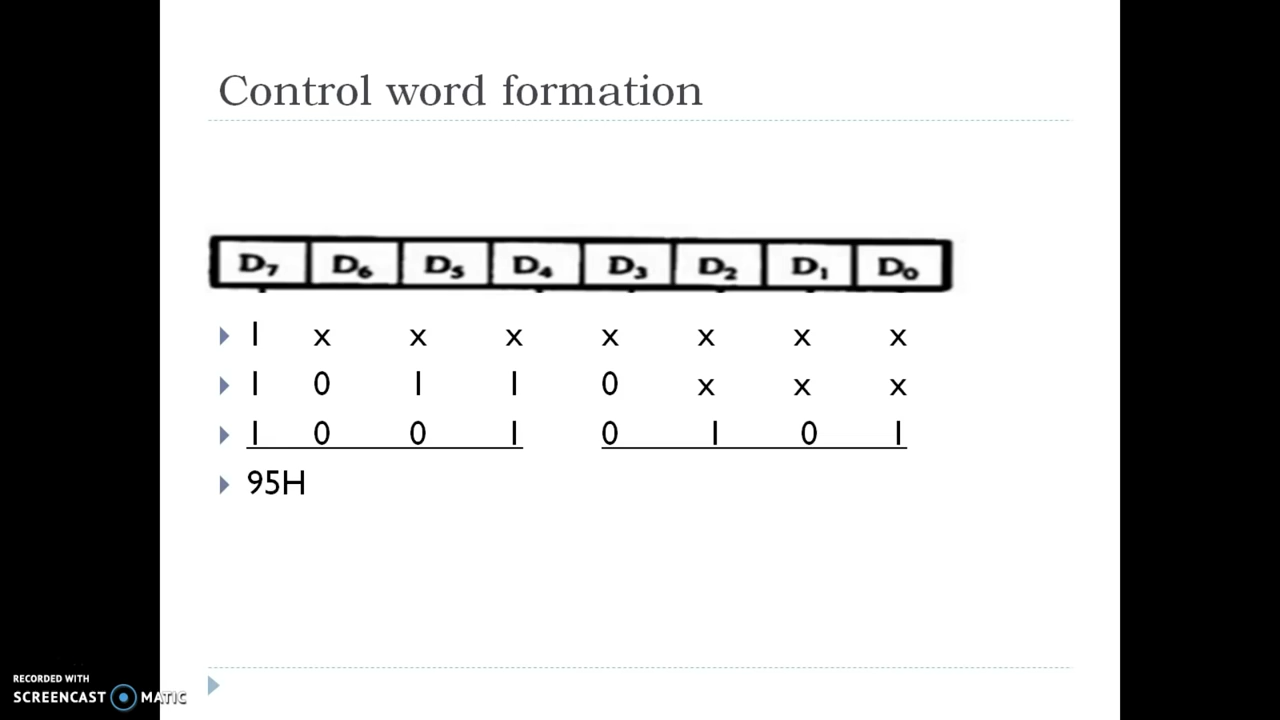 Control word formation
D7 D6 D5 D4 D3 D2 D1 D0
1 x x x x x x x
1 0 1 1 0 x x x
1 0 0 1 0 1 0 1
95H
RECORDED WITH
SCREENCAST MATIC